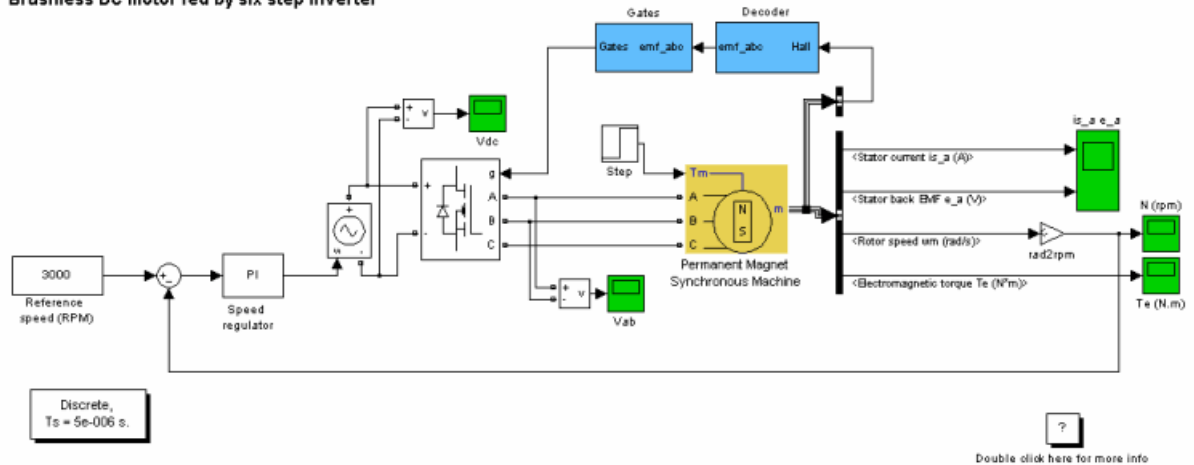 Brushless DC motor fed by six step inverter
Gates
Decoder
Gates emf_abc
emf_abc Hall
+
-
v
Vdc
Step
is_a e_a
<Stator current is_a (A)>
<Stator back EMF e_a (V)>
<Rotor speed wm (rad/s)>
<Electromagnetic torque Te (N*m)>
g
A
B
C
+
-
Tm
A
B
C
m
N
S
Permanent Magnet
Synchronous Machine
N (rpm)
rad2rpm
Te (N.m)
+
-
s
3000
Reference
speed (RPM)
PI
Speed
regulator
+
-
v
Vab
Discrete,
Ts = 5e-006 s.
?
Double click here for more info